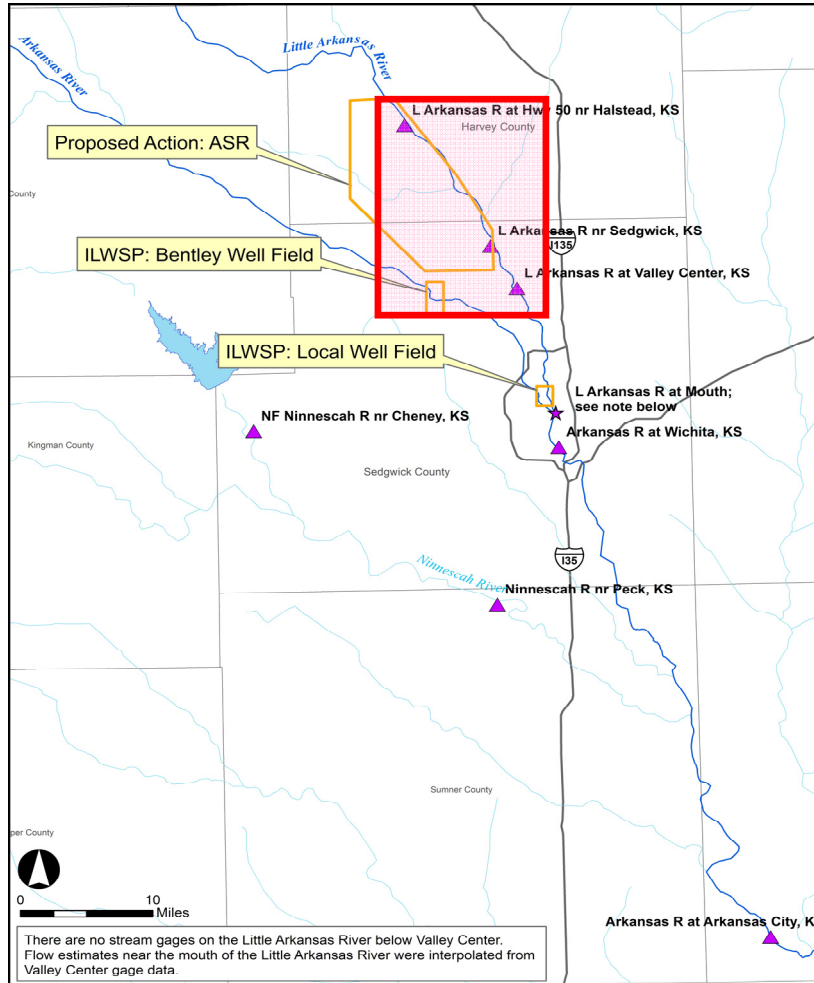 Little Arkansas River
Arkansas River
L Arkansas R at Hwy 50 nr Halstead, KS
Harvey County
Proposed Action: ASR
County
L Arkansas R nr Sedgwick, KS
I135
ILWSP: Bentley Well Field
L Arkansas R at Valley Center, KS
ILWSP: Local Well Field
L Arkansas R at Mouth;
see note below
NF Ninnescah R nr Cheney, KS
Arkansas R at Wichita, KS
Kingman County
Sedgwick County
I35
Ninnescah River
Ninnescah R nr Peck, KS
Sumner County
per County
0 10
Miles
Arkansas R at Arkansas City, K
There are no stream gages on the Little Arkansas River below Valley Center.
Flow estimates near the mouth of the Little Arkansas River were interpolated from
Valley Center gage data.